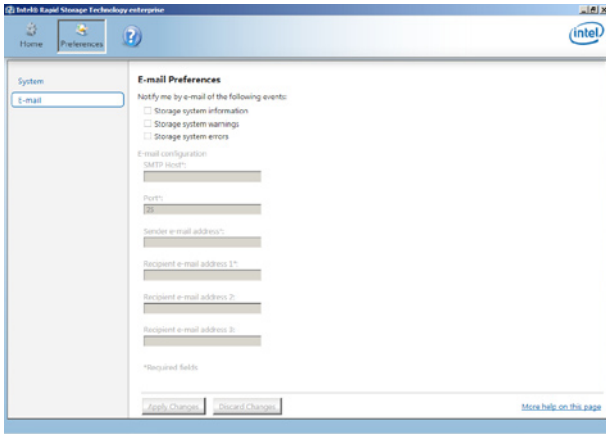 Intel® Rapid Storage Technology enterprise
Home
Preferences
?
intel
System
E-mail
E-mail Preferences
Notify me by e-mail of the following events:
Storage system information
Storage system warnings
Storage system errors
E-mail configuration
SMTP Host*:
Port*:
25
Sender e-mail address*:
Recipient e-mail address 1*:
Recipient e-mail address 2:
Recipient e-mail address 3:
*Required fields
Apply Changes
Discard Changes
More help on this page